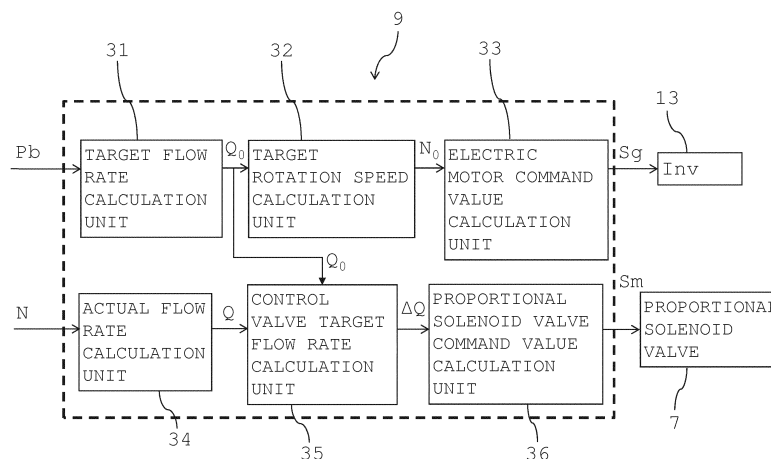 9
31
32
33
13
Pb
TARGET FLOW
RATE
CALCULATION
UNIT
Q0
TARGET
ROTATION SPEED
CALCULATION
UNIT
N0
ELECTRIC
MOTOR COMMAND
VALUE
CALCULATION
UNIT
Sg
Inv
Q0
N
ACTUAL FLOW
RATE
CALCULATION
UNIT
Q
CONTROL
VALVE TARGET
FLOW RATE
CALCULATION
UNIT
ΔQ
PROPORTIONAL
SOLENOID VALVE
COMMAND VALUE
CALCULATION
UNIT
Sm
PROPORTIONAL
SOLENOID
VALVE
34
35
36
7